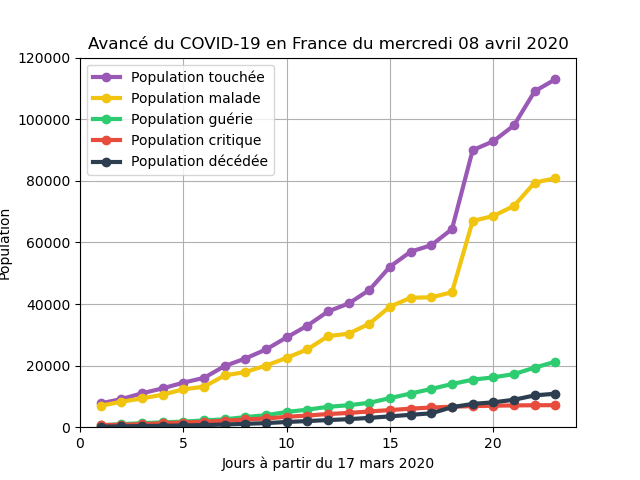 Avancé du COVID-19 en France du mercredi 08 avril 2020
Population touchée
Population malade
Population guérie
Population critique
Population décédée
Population
120000
100000
80000
60000
40000
20000
0
0 5 10 15 20
Jours à partir du 17 mars 2020